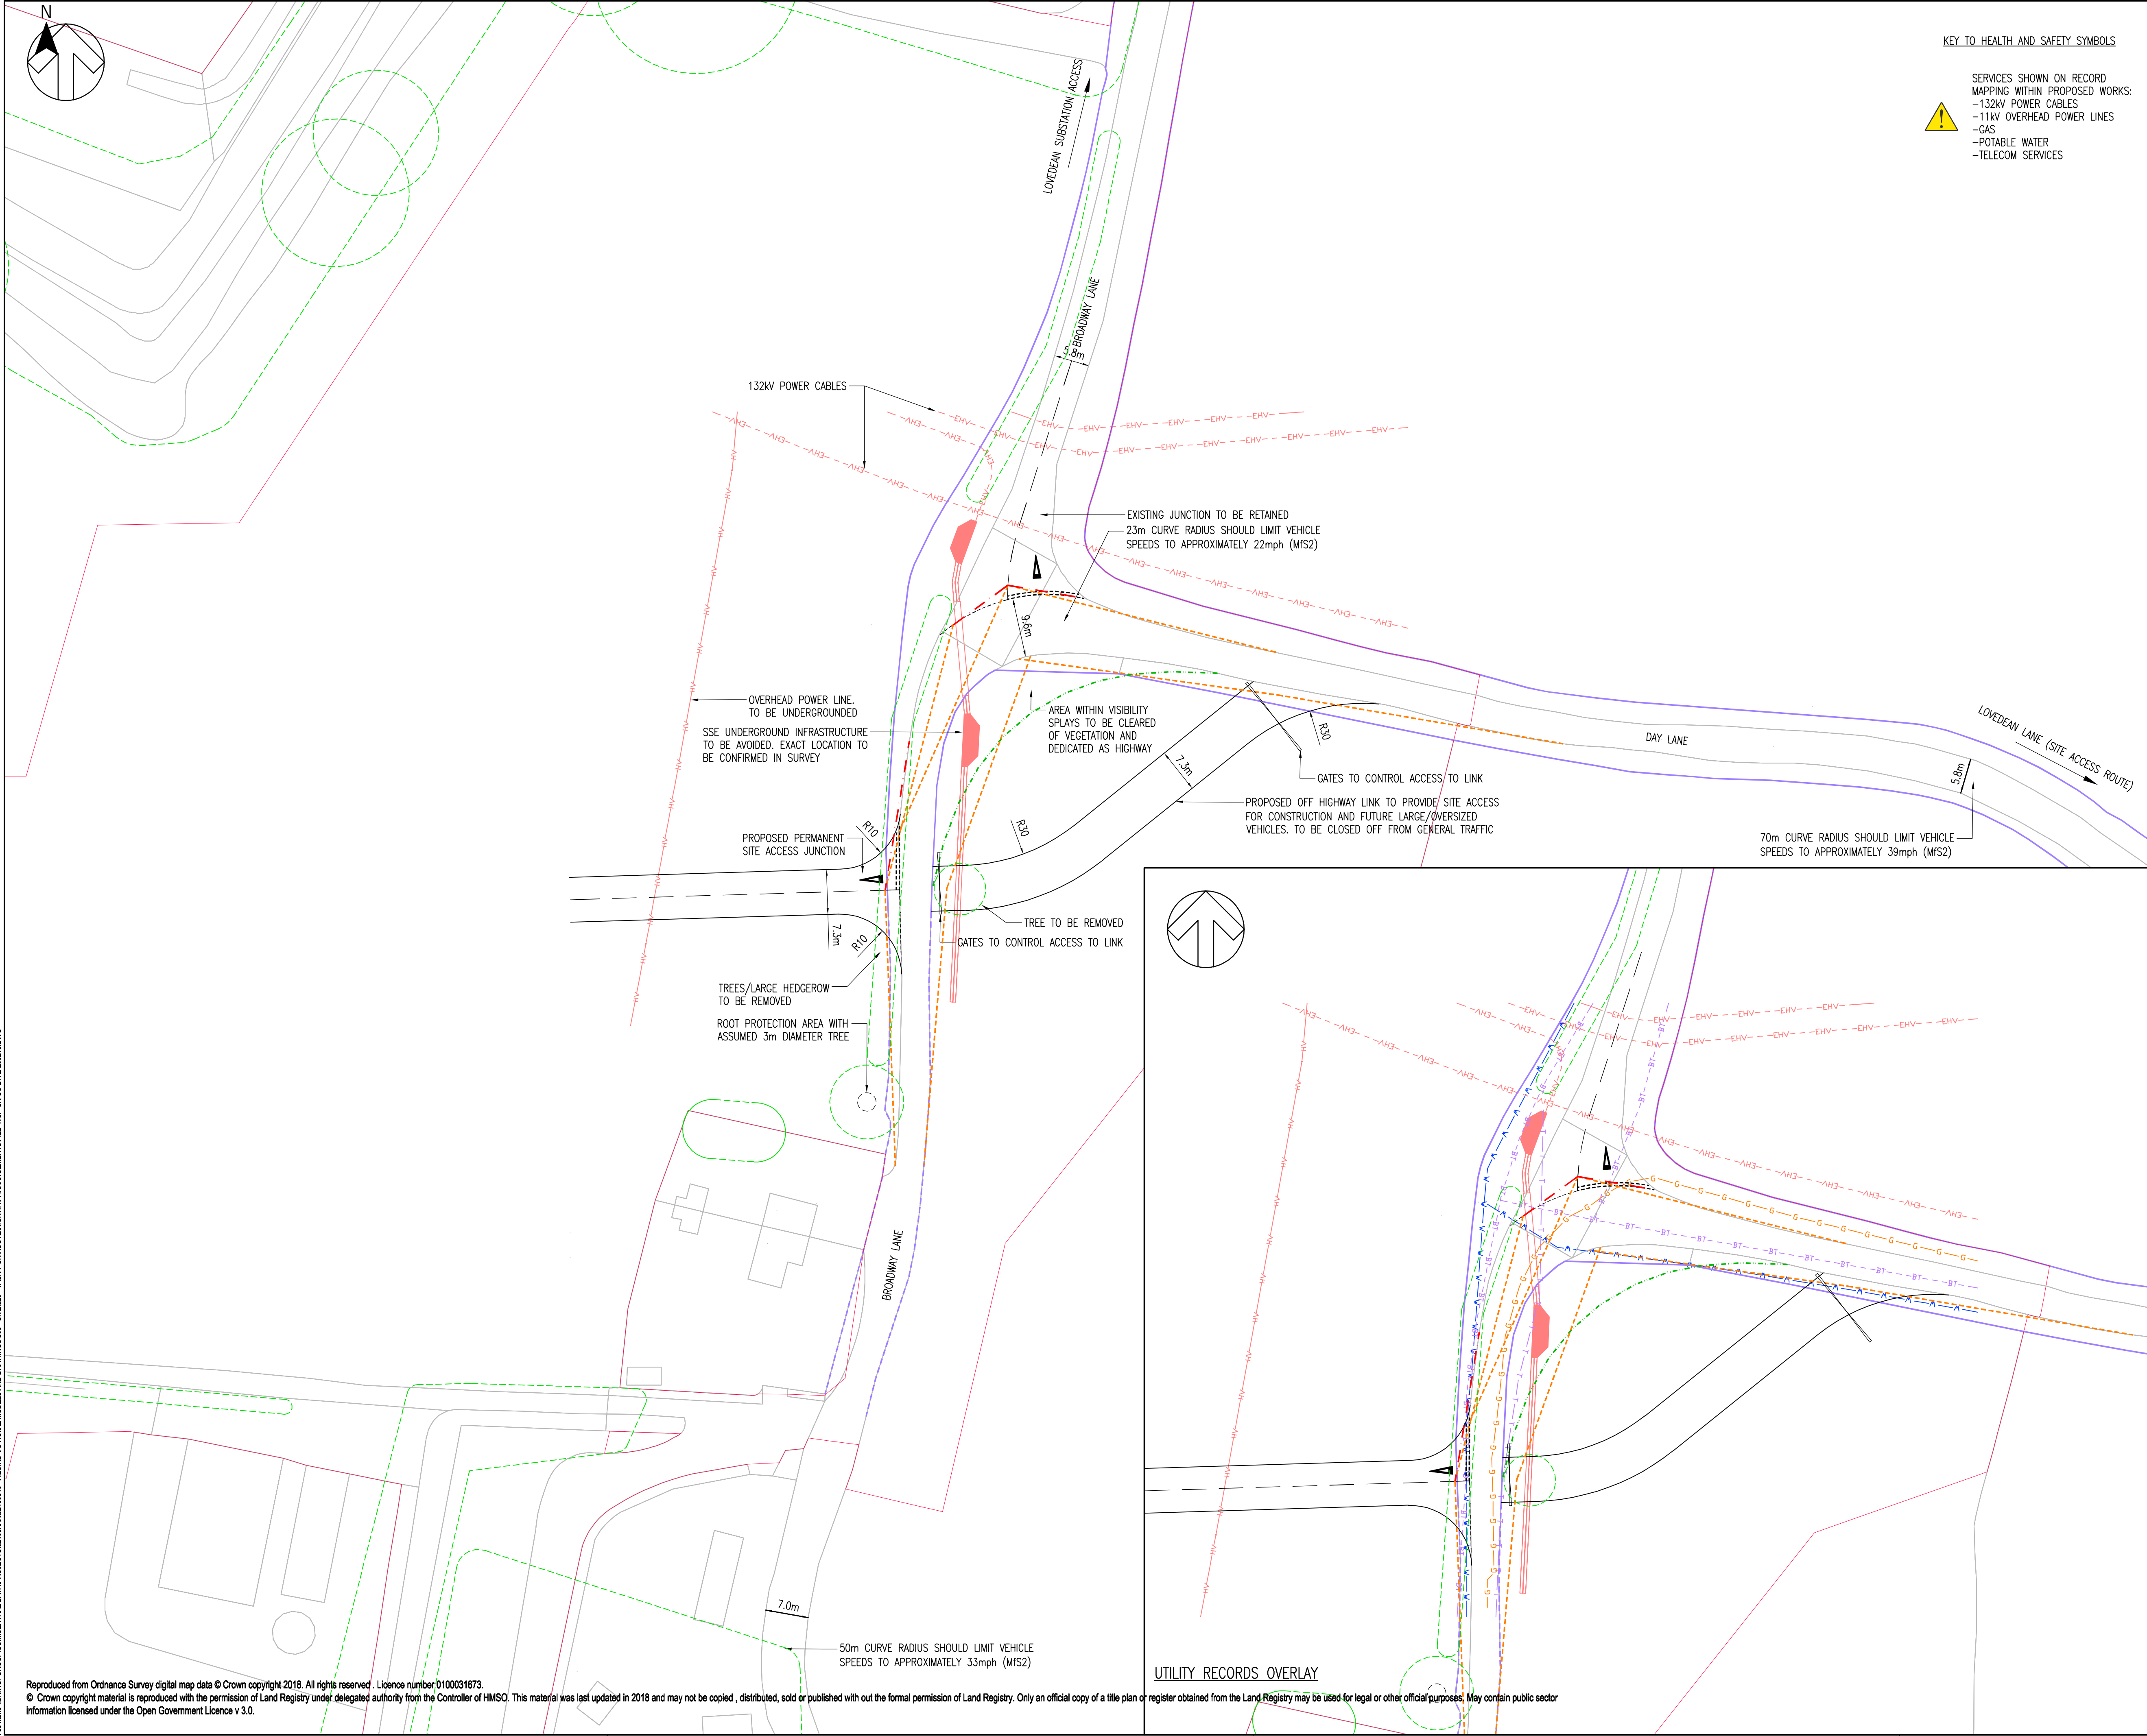 N
KEY TO HEALTH AND SAFETY SYMBOLS
SERVICES SHOWN ON RECORD
MAPPING WITHIN PROPOSED WORKS:
-132kV POWER CABLES
-11kV OVERHEAD POWER LINES
-GAS
-POTABLE WATER
-TELECOM SERVICES
LOVEDEAN SUBSTATION ACCESS
BROADWAY LANE
5.8m
132kV POWER CABLES
EXISTING JUNCTION TO BE RETAINED
23m CURVE RADIUS SHOULD LIMIT VEHICLE
SPEEDS TO APPROXIMATELY 22mph (MfS2)
9.6m
OVERHEAD POWER LINE.
TO BE UNDERGROUNDED
SSE UNDERGROUND INFRASTRUCTURE
TO BE AVOIDED. EXACT LOCATION TO
BE CONFIRMED IN SURVEY
AREA WITHIN VISIBILITY
SPLAYS TO BE CLEARED
OF VEGETATION AND
DEDICATED AS HIGHWAY
R30
DAY LANE
LOVEDEAN LANE (SITE ACCESS ROUTE)
5.8m
7.3m
GATES TO CONTROL ACCESS TO LINK
PROPOSED OFF HIGHWAY LINK TO PROVIDE SITE ACCESS
FOR CONSTRUCTION AND FUTURE LARGE/OVERSIZED
VEHICLES. TO BE CLOSED OFF FROM GENERAL TRAFFIC
70m CURVE RADIUS SHOULD LIMIT VEHICLE
SPEEDS TO APPROXIMATELY 39mph (MfS2)
R10
R30
PROPOSED PERMANENT
SITE ACCESS JUNCTION
7.3m
R10
TREE TO BE REMOVED
GATES TO CONTROL ACCESS TO LINK
TREES/LARGE HEDGEROW
TO BE REMOVED
ROOT PROTECTION AREA WITH
ASSUMED 3m DIAMETER TREE
BROADWAY LANE
7.0m
50m CURVE RADIUS SHOULD LIMIT VEHICLE
SPEEDS TO APPROXIMATELY 33mph (MfS2)
UTILITY RECORDS OVERLAY
Reproduced from Ordnance Survey digital map data © Crown copyright 2018. All rights reserved . Licence number 0100031673.
© Crown copyright material is reproduced with the permission of Land Registry under delegated authority from the Controller of HMSO. This material was last updated in 2018 and may not be copied , distributed, sold or published with out the formal permission of Land Registry. Only an official copy of a title plan or register obtained from the Land Registry may be used for legal or other official purposes. May contain public sector
information licensed under the Open Government Licence v 3.0.